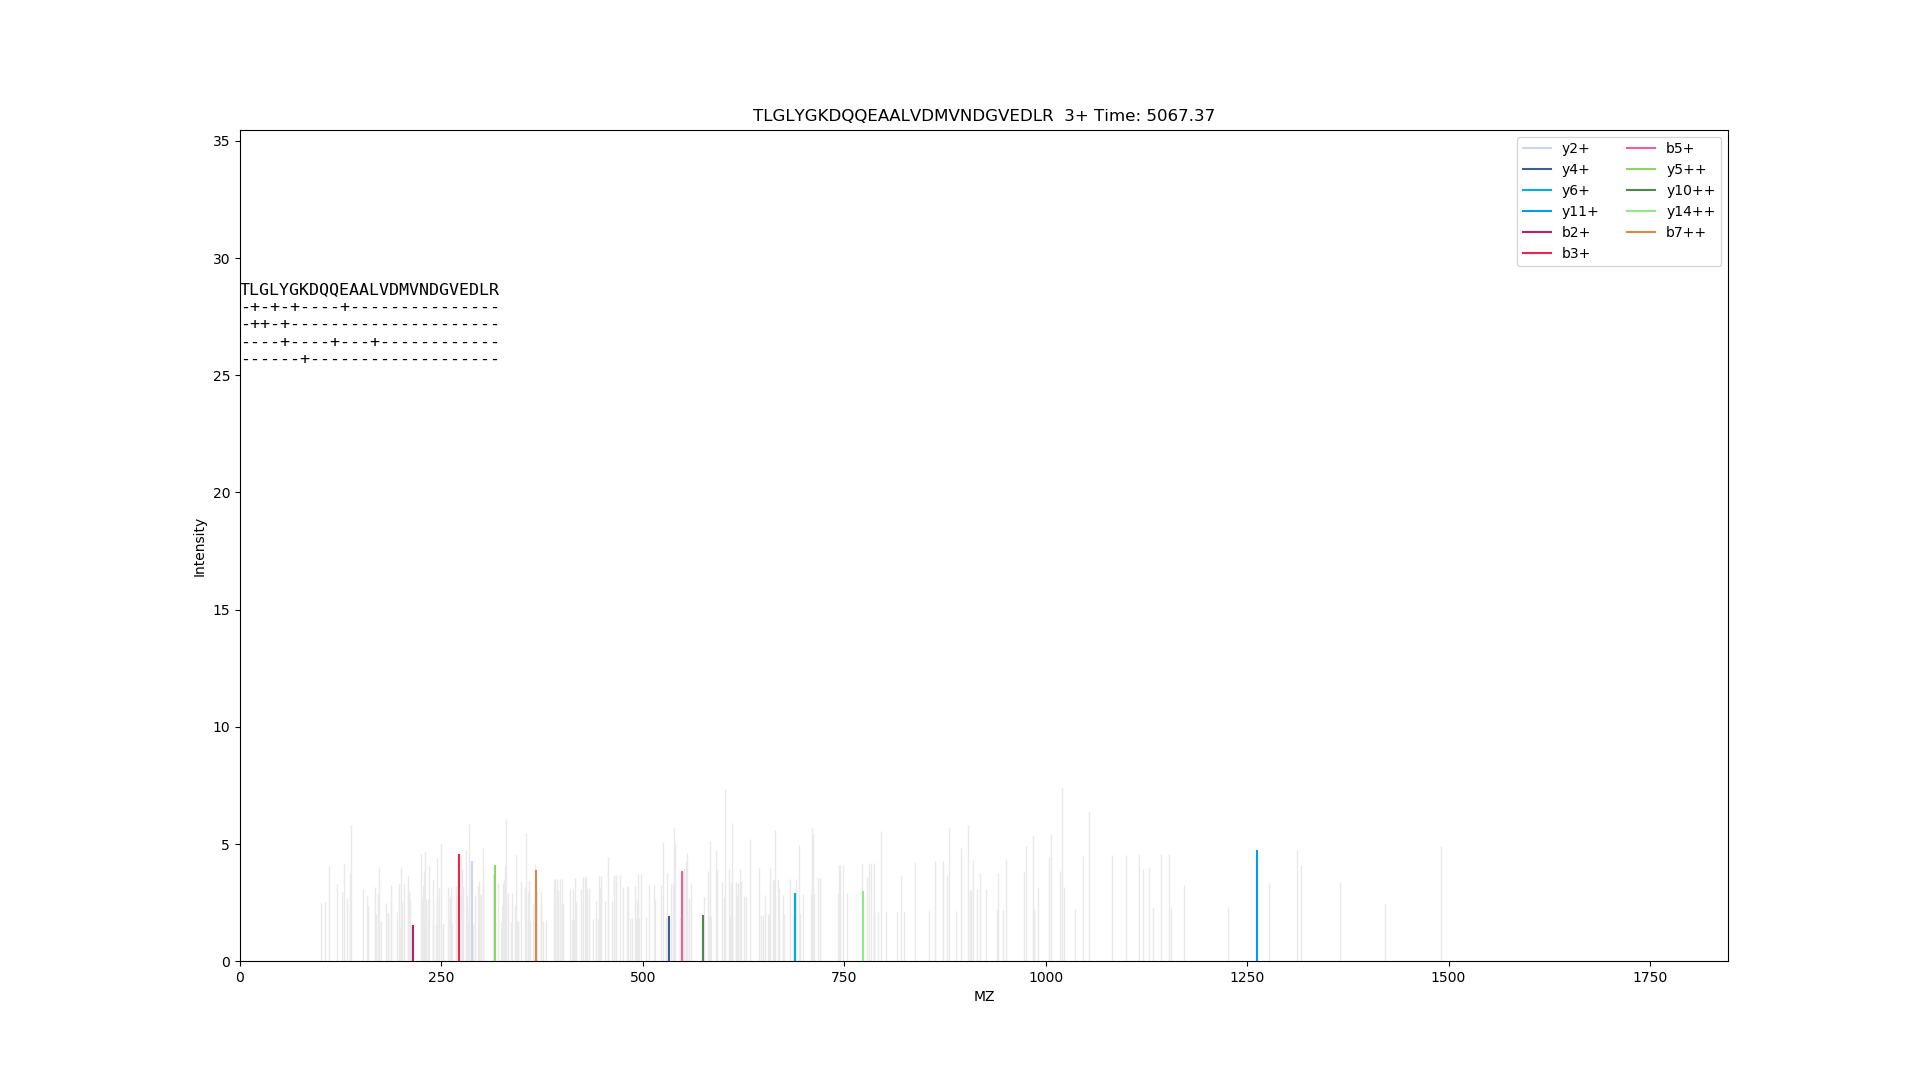 TLGLYGKDQQEAALVDMVNDGVEDLR 3+ Time: 5067.37
35
30
25
20
15
10
5
0
Intensity
TLGLYGKDQQEAALVDMVNDGVEDLR
-+-+-+----+---------------
-++-+---------------------
----+----+---+------------
------+-------------------
y2+
y4+
y6+
y11+
b2+
b3+
b5+
y5++
y10++
y14++
b7++
0 250 500 750 1000 1250 1500 1750
MZ